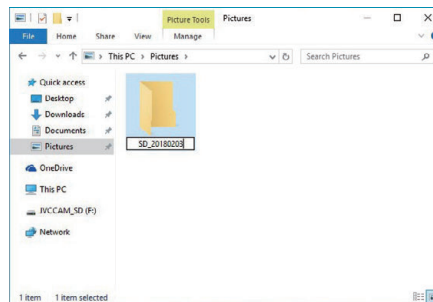 Picture Tools Pictures
File Home Share View Manage
This PC > Pictures >
Search Pictures
Quick access
Desktop
Downloads
Documents
Pictures
OneDrive
This PC
JVCCAM_SD (F:)
Network
SD_20180203
1 item 1 item selected